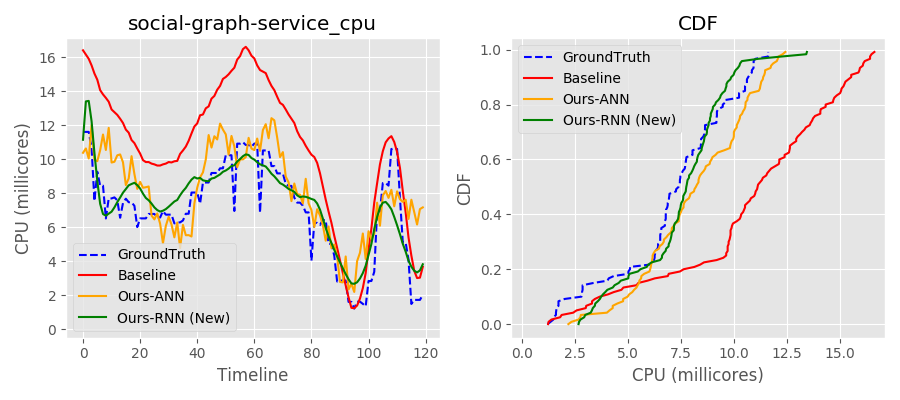 social-graph-service_cpu
CPU (millicores)
16
14
12
10
8
6
4
2
0
GroundTruth
Baseline
Ours-ANN
Ours-RNN (New)
0
20
40
60
80
100
120
Timeline
CDF
CDF
1.0
0.8
0.6
0.4
0.2
0.0
GroundTruth
Baseline
Ours-ANN
Ours-RNN (New)
0.0
2.5
5.0
7.5
10.0
12.5
15.0
CPU (millicores)